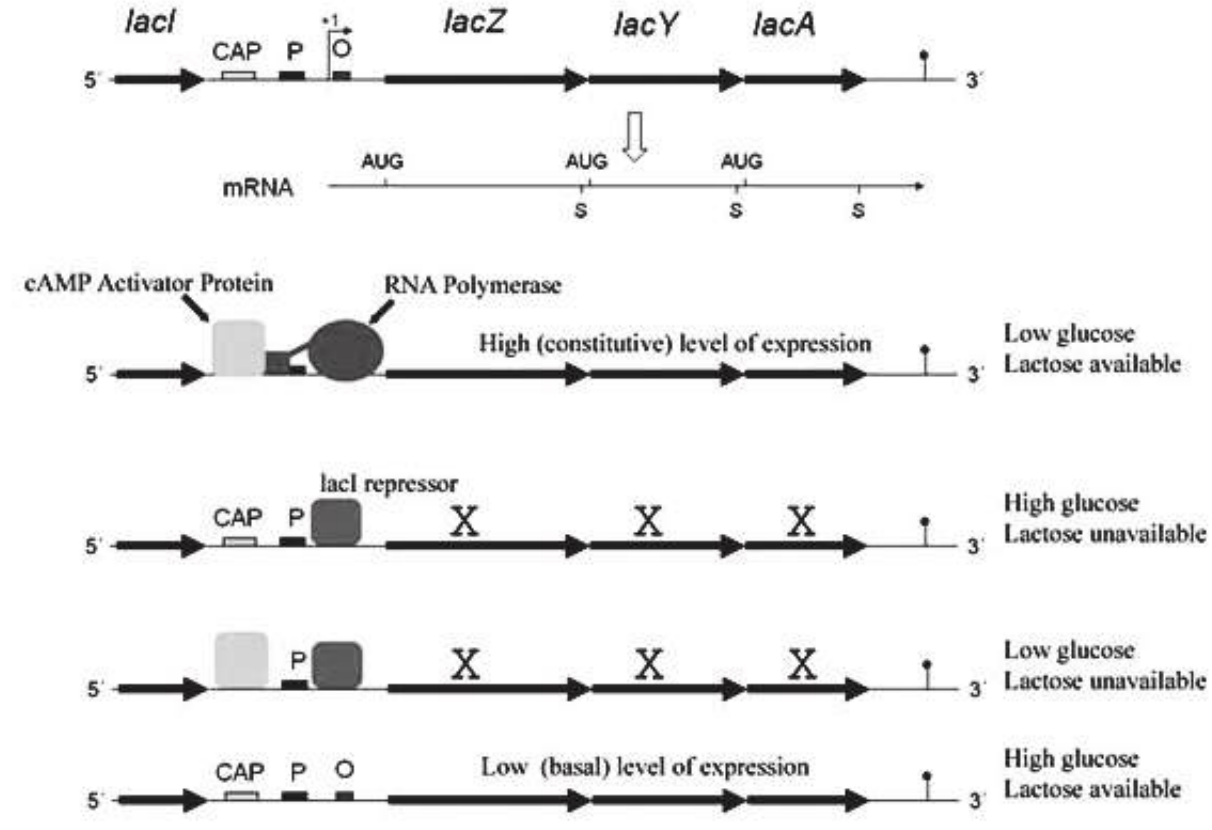 lacI lacZ lacY lacA
+1
CAP P O
5´ 3´
AUG AUG AUG
mRNA
S S S
cAMP Activator Protein RNA Polymerase
High (constitutive) level of expression
Low glucose
Lactose available
5´ 3´
lacI repressor
CAP P X X X
High glucose
Lactose unavailable
5´ 3´
P X X X
Low glucose
Lactose unavailable
5´ 3´
CAP P O Low (basal) level of expression
High glucose
Lactose available
5´ 3´